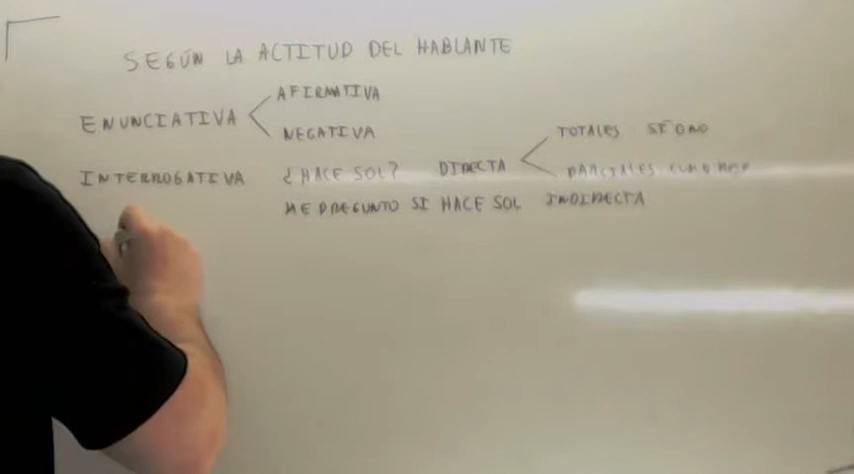 SEGÚN LA ACTITUD DEL HABLANTE
ENUNCIATIVA
AFIRMATIVA
NEGATIVA
INTERROGATIVA ¿HACE SOL? DIRECTA
TOTALES SÍ O NO
PARCIALES
ME PREGUNTO SI HACE SOL INDIRECTA